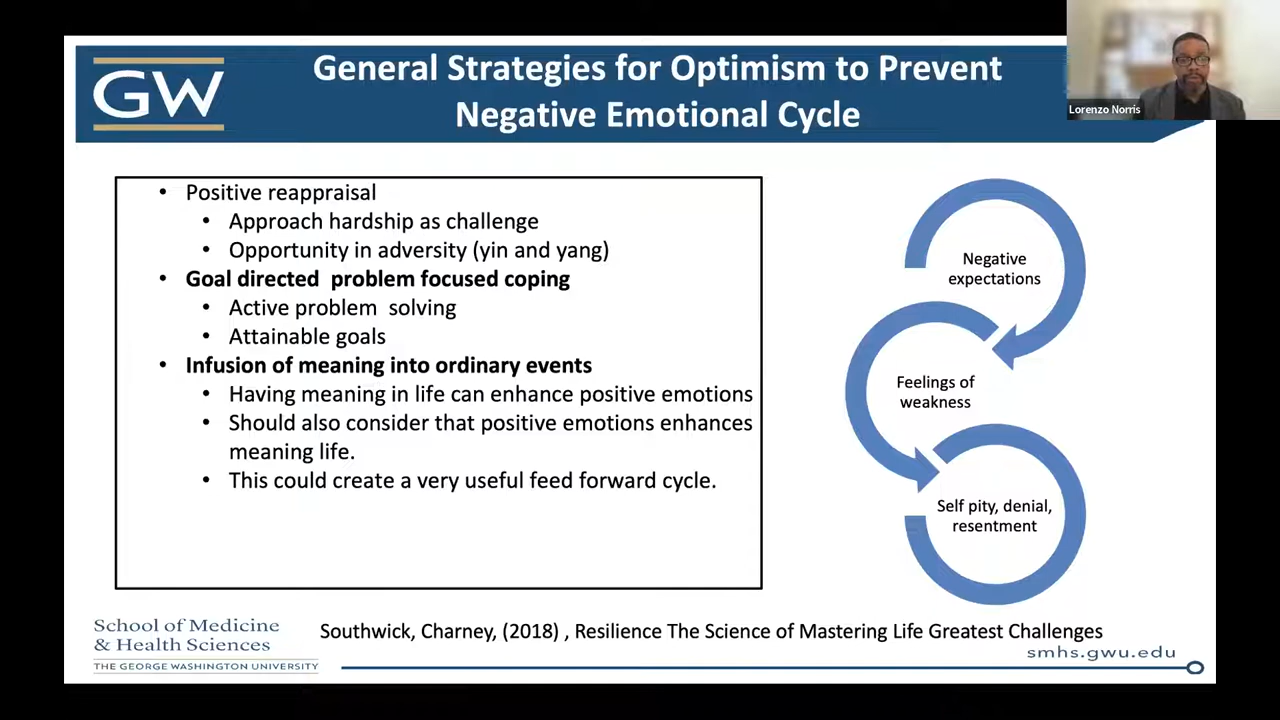 GW
General Strategies for Optimism to Prevent
Negative Emotional Cycle
Lorenzo Norris
• Positive reappraisal
• Approach hardship as challenge
• Opportunity in adversity (yin and yang)
• Goal directed  problem focused coping
• Active problem  solving
• Attainable goals
• Infusion of meaning into ordinary events
• Having meaning in life can enhance positive emotions
• Should also consider that positive emotions enhances
meaning life.
• This could create a very useful feed forward cycle.
Negative
expectations
Feelings of
weakness
Self pity, denial,
resentment
School of Medicine
& Health Sciences
THE GEORGE WASHINGTON UNIVERSITY
Southwick, Charney, (2018) , Resilience The Science of Mastering Life Greatest Challenges
smhs.gwu.edu